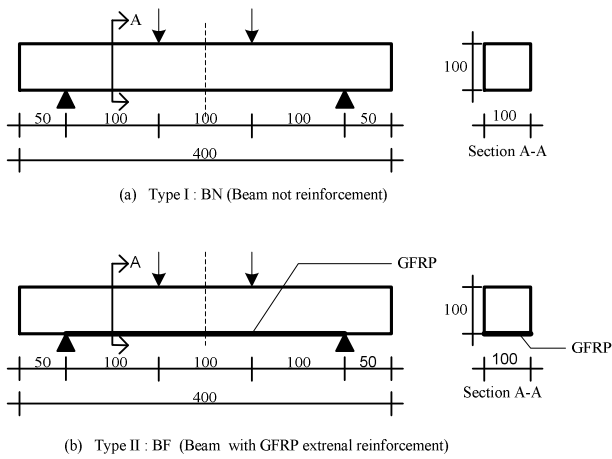 A
100
50 100 100 100 50
100
400
Section A-A
(a) Type I : BN (Beam not reinforcement)
A
GFRP
100
GFRP
50 100 100 100 50
100
400
Section A-A
(b) Type II : BF (Beam with GFRP extrenal reinforcement)